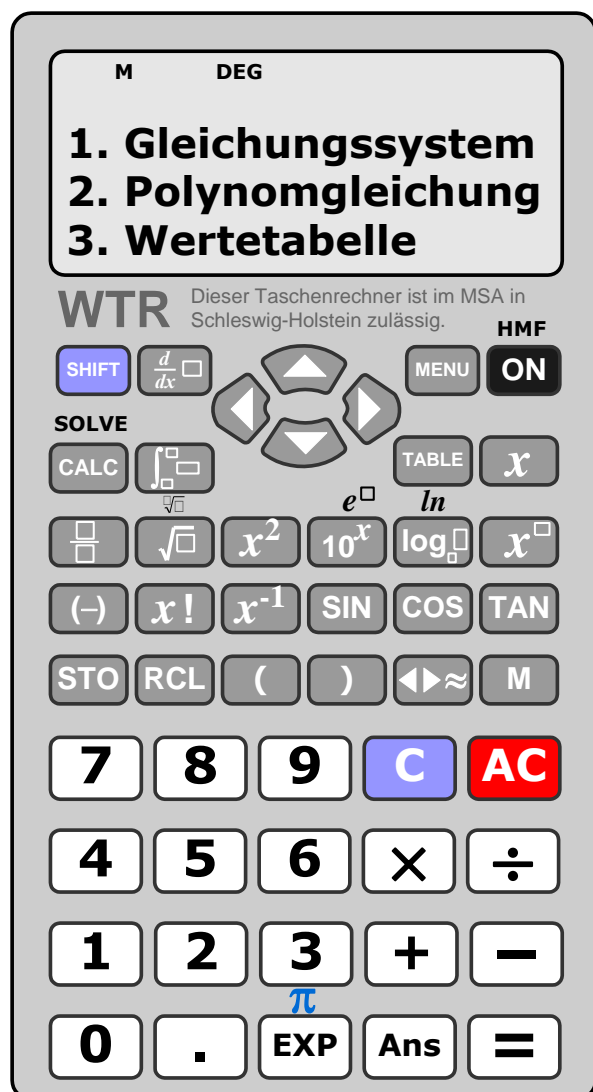 M DEG
1. Gleichungssystem
2. Polynomgleichung
3. Wertetabelle
WTR Dieser Taschenrechner ist im MSA in
Schleswig-Holstein zulässig.
HMF
SHIFT d/dx □ MENU ON
SOLVE
CALC ∫□□ □ TABLE x
□√□ e□ ln
□/□ √□ x² 10ˣ log□□ x□
(–) x! x⁻¹ SIN COS TAN
STO RCL ( ) ◀▶≈ M
7 8 9 C AC
4 5 6 × ÷
1 2 3 + −
π
0 . EXP Ans =